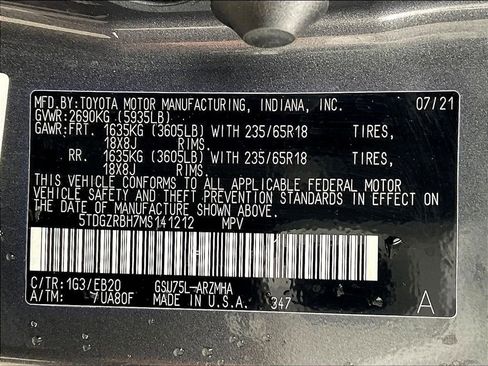 MFD.BY:TOYOTA MOTOR MANUFACTURING, INDIANA, INC. 07/21
GVWR:2690KG (5935LB)
GAWR:FRT. 1635KG (3605LB) WITH 235/65R18 TIRES,
18X8J RIMS.
RR. 1635KG (3605LB) WITH 235/65R18 TIRES,
18X8J RIMS.
THIS VEHICLE CONFORMS TO ALL APPLICABLE FEDERAL MOTOR
VEHICLE SAFETY AND THEFT PREVENTION STANDARDS IN EFFECT ON
THE DATE OF MANUFACTURE SHOWN ABOVE.
5TDGZRBH7MS141212 MPV
C/TR:1G3/EB20 GSU75L-ARZMHA
A/TM: 7UA80F MADE IN U.S.A. 347 A